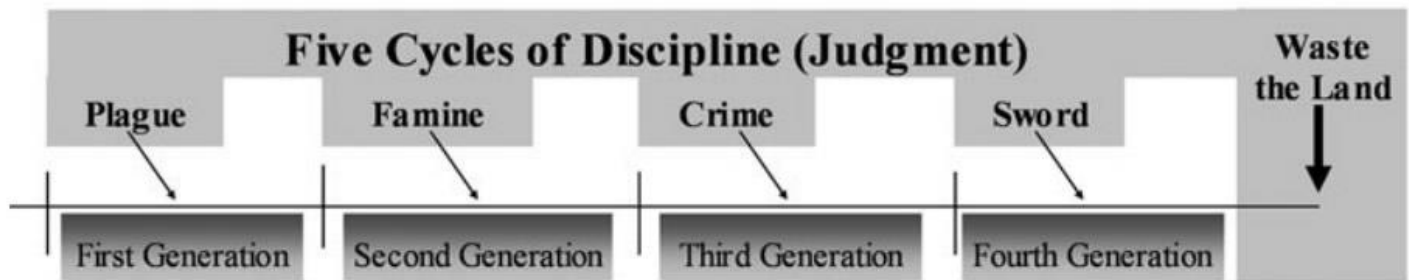 Five Cycles of Discipline (Judgment)
Waste
the Land
Plague
Famine
Crime
Sword
First Generation
Second Generation
Third Generation
Fourth Generation